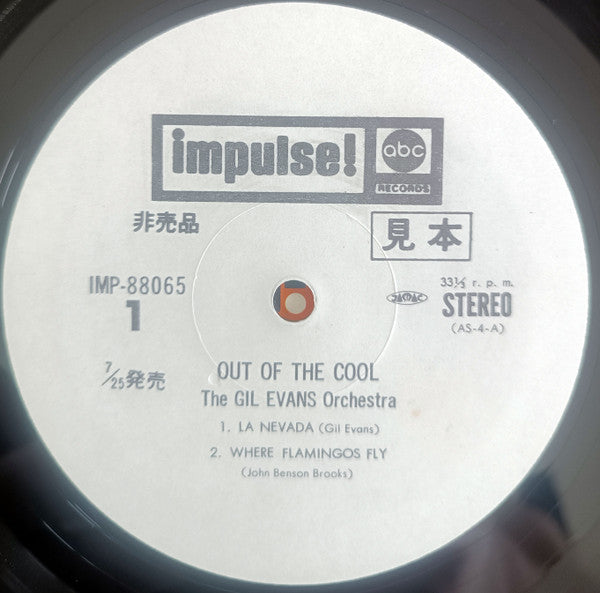 impulse!
abc
RECORDS
非売品
見本
IMP-88065
1
33⅓ r. p. m.
STEREO
(AS-4-A)
7/25発売
OUT OF THE COOL
The GIL EVANS Orchestra
1. LA NEVADA (Gil Evans)
2. WHERE FLAMINGOS FLY
(John Benson Brooks)